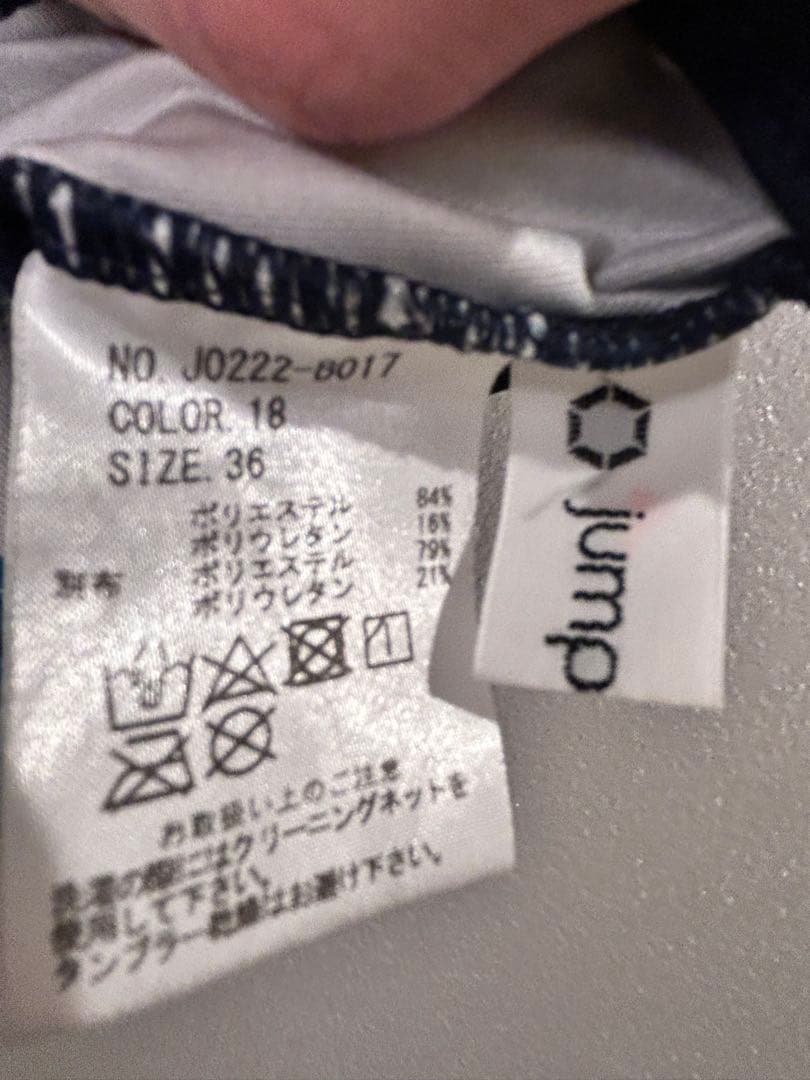 NO. J0222-B017
COLOR. 18
SIZE. 36
ポリエステル 84%
ポリウレタン 16%
別布 ポリエステル 79%
ポリウレタン 21%
お取扱い上のご注意
洗濯の際にはクリーニングネットを
使用して下さい。
タンブラー乾燥はお避け下さい。
jump